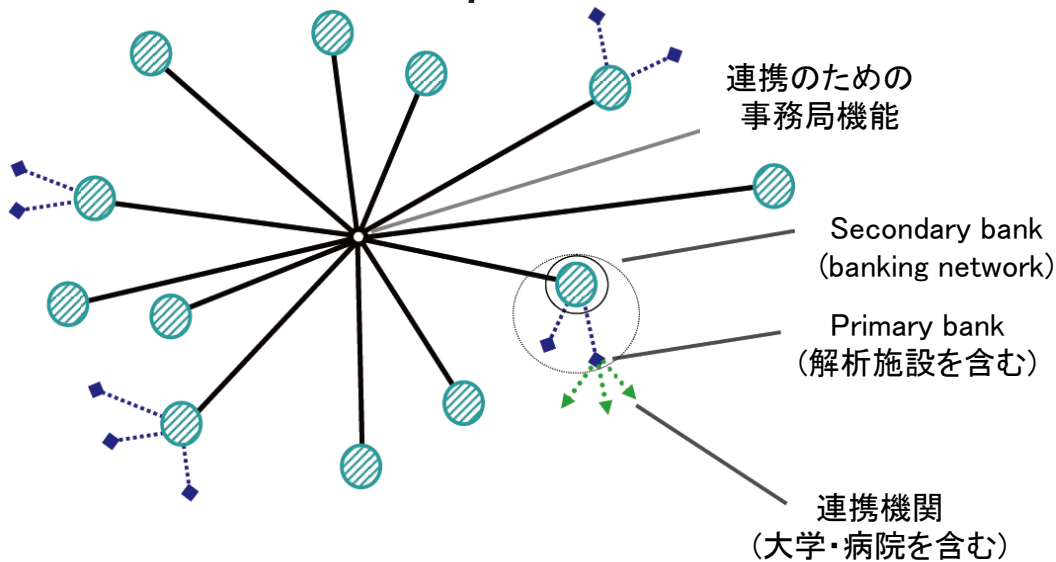 連携のための
事務局機能
Secondary bank
(banking network)
Primary bank
(解析施設を含む)
連携機関
(大学・病院を含む)